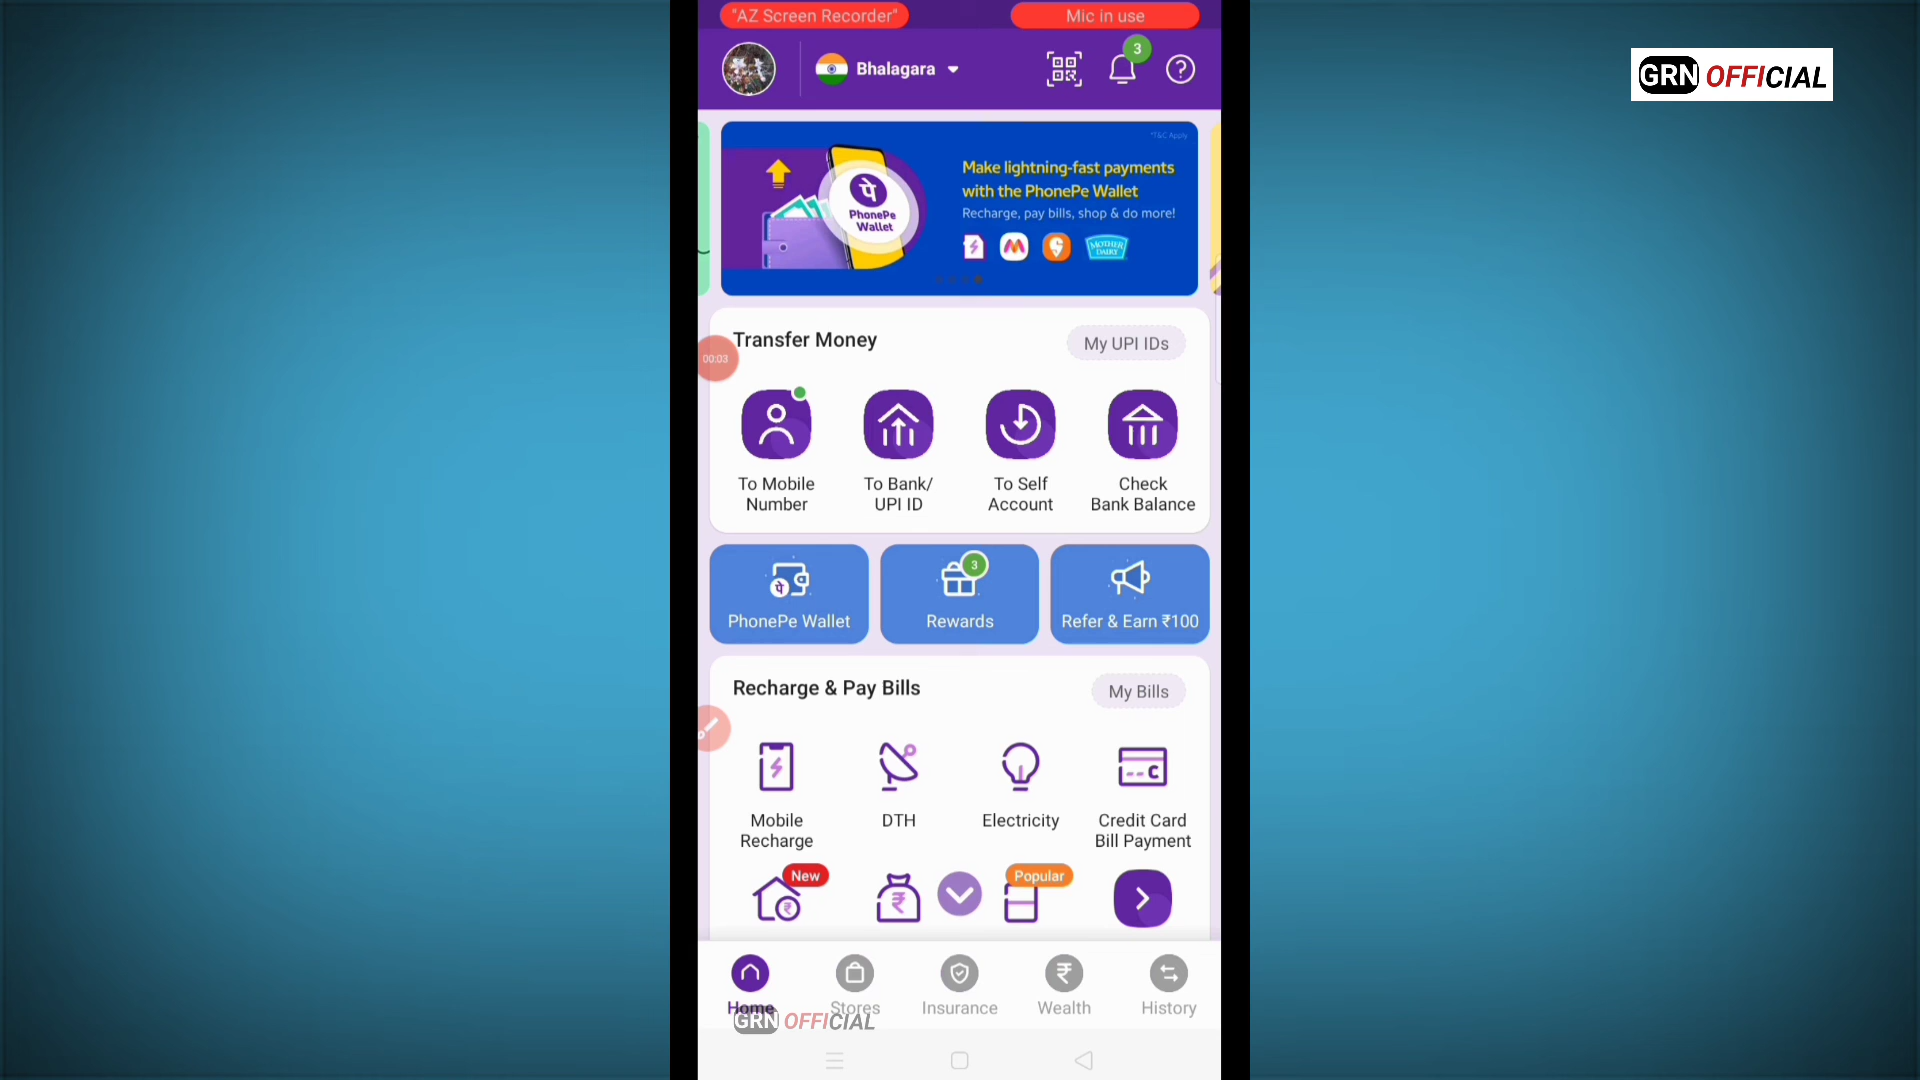 "AZ Screen Recorder"
Mic in use
Bhalagara
3
GRN OFFICIAL
*T&C Apply
Make lightning-fast payments
with the PhonePe Wallet
Recharge, pay bills, shop & do more!
पे
PhonePe
Wallet
MOTHER
DAIRY
Transfer Money
My UPI IDs
00:03
To Mobile
Number
To Bank/
UPI ID
To Self
Account
Check
Bank Balance
पे
PhonePe Wallet
3
Rewards
Refer & Earn ₹100
Recharge & Pay Bills
My Bills
Mobile
Recharge
DTH
Electricity
Credit Card
Bill Payment
New
Popular
Home
Stores
Insurance
Wealth
History
GRN OFFICIAL